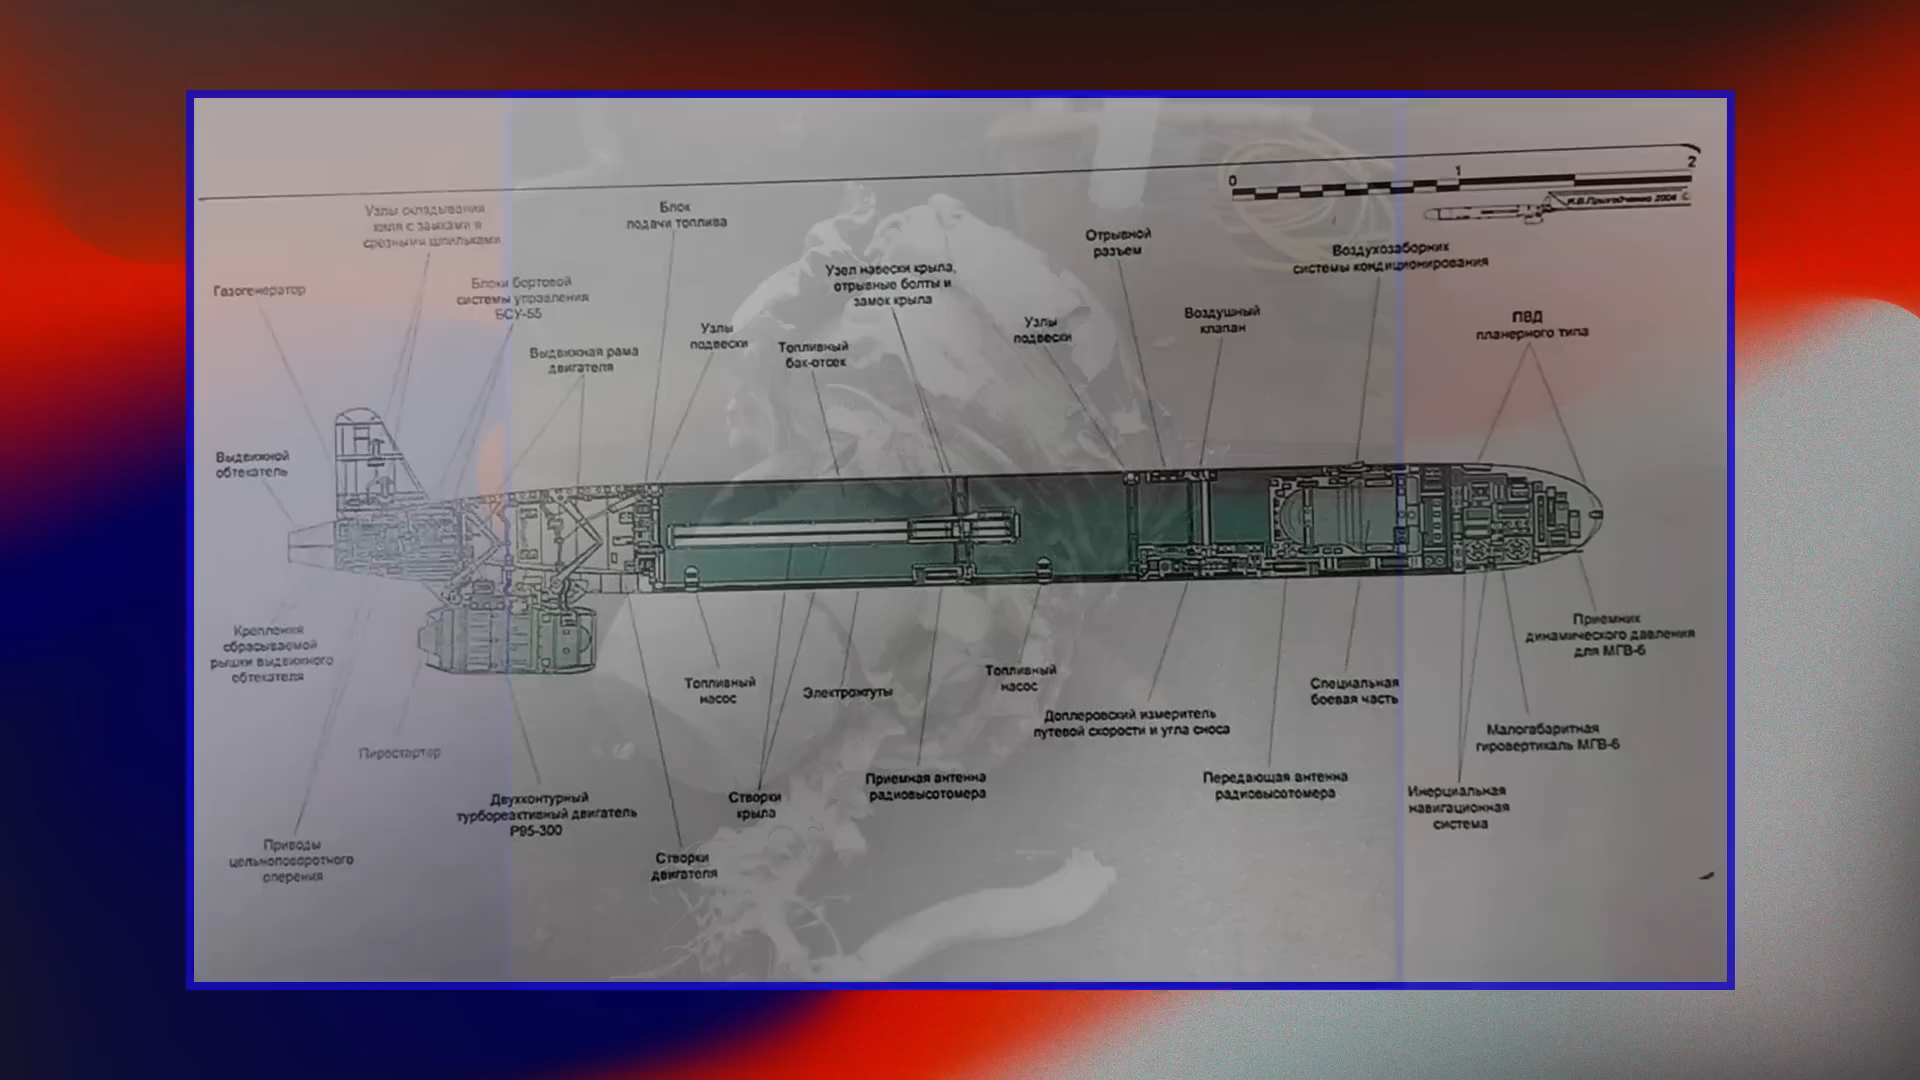 0
1
2
И.В.Приходченко 2004 С
Узлы складывания
киля с замками и
срезными шпильками
Блок
подачи топлива
Отрывной
разъем
Воздухозаборник
системы кондиционирования
Газогенератор
Блоки бортовой
системы управления
БСУ-55
Узел навески крыла,
отрывные болты и
замок крыла
Узлы
подвески
Узлы
подвески
Воздушный
клапан
ПВД
планерного типа
Выдвижная рама
двигателя
Топливный
бак-отсек
Выдвижной
обтекатель
Крепления
сбрасываемой
крышки выдвижного
обтекателя
Приемник
динамического давления
для МГВ-6
Топливный
насос
Электрожгуты
Топливный
насос
Специальная
боевая часть
Доплеровский измеритель
путевой скорости и угла сноса
Малогабаритная
гировертикаль МГВ-6
Пиростартер
Приемная антенна
радиовысотомера
Передающая антенна
радиовысотомера
Двухконтурный
турбореактивный двигатель
Р95-300
Створки
крыла
Инерциальная
навигационная
система
Приводы
цельноповоротного
оперения
Створки
двигателя